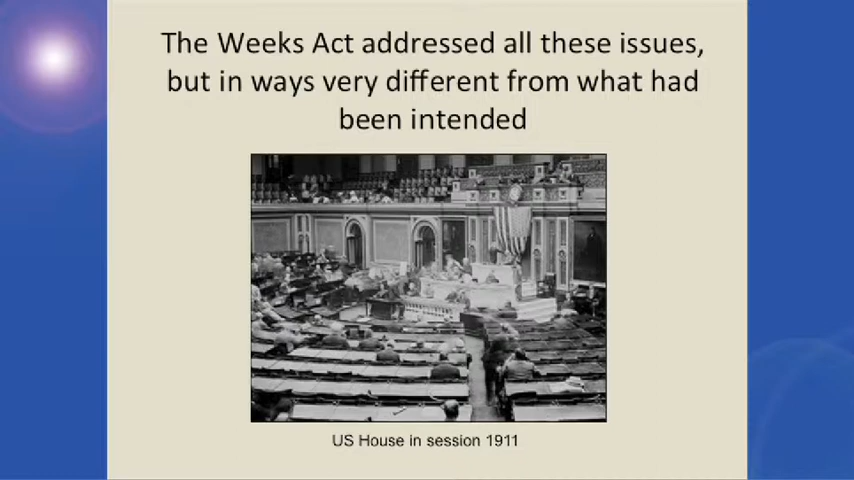 The Weeks Act addressed all these issues,
but in ways very different from what had
been intended
US House in session 1911